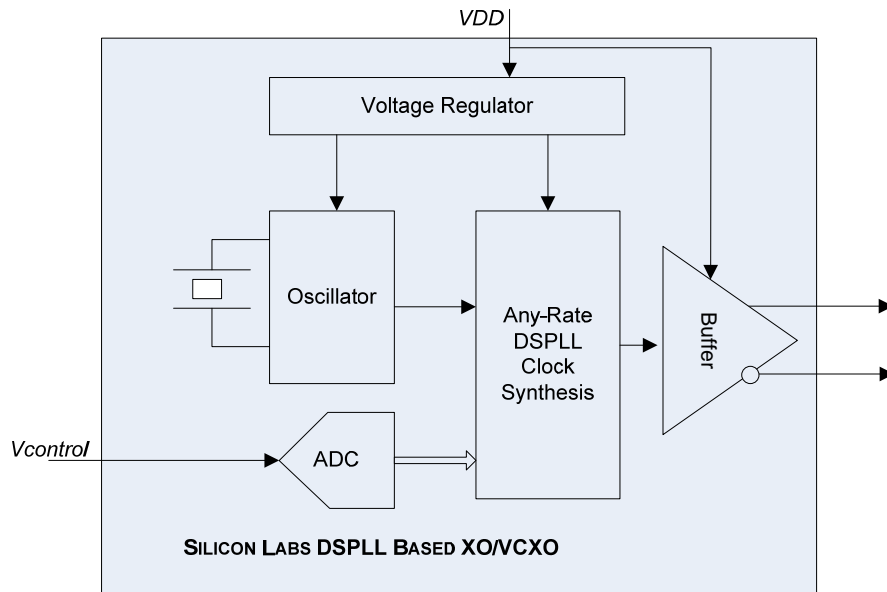 VDD
Voltage Regulator
Oscillator
Any-Rate
DSPLL
Clock
Synthesis
Buffer
Vcontrol
ADC
SILICON LABS DSPLL BASED XO/VCXO